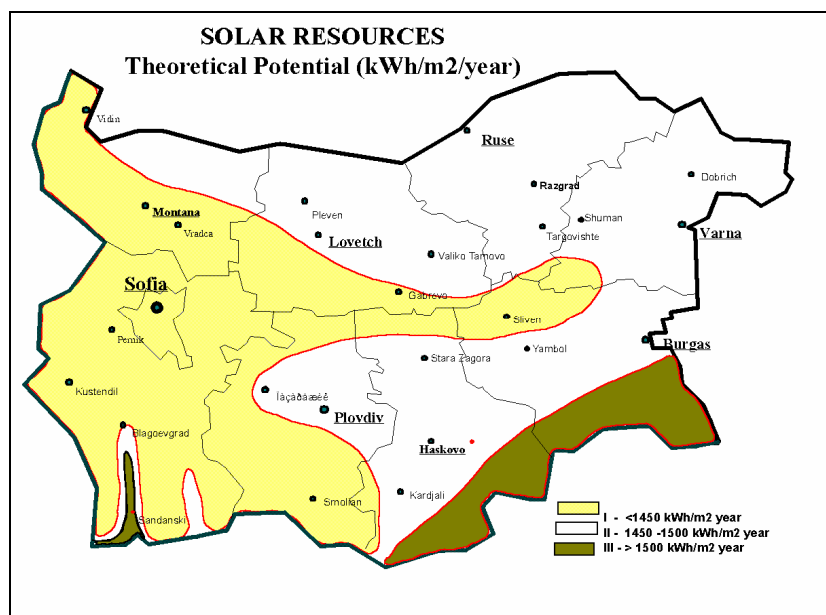 SOLAR RESOURCES
Theoretical Potential (kWh/m2/year)
Vidin
Ruse
Dobrich
Razgrad
Montana
Pleven
Shuman
Vradca
Lovetch
Targovishte
Varna
Valiko Tarnovo
Sofia
Gabrevo
Sliven
Pernik
Burgas
Yambol
Stara Zagora
Kustendil
Ïàçàðäæèê
Plovdiv
Blagoevgrad
Haskovo
Kardjali
Smolian
Sandanski
I - <1450 kWh/m2 year
II - 1450 -1500 kWh/m2 year
III - > 1500 kWh/m2 year